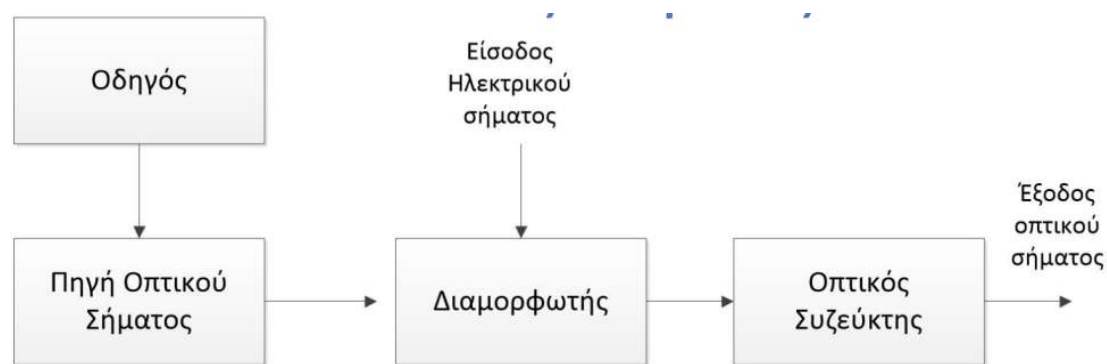 Οδηγός
Είσοδος
Ηλεκτρικού
σήματος
Έξοδος
οπτικού
σήματος
Πηγή Οπτικού
Σήματος
Διαμορφωτής
Οπτικός
Συζεύκτης